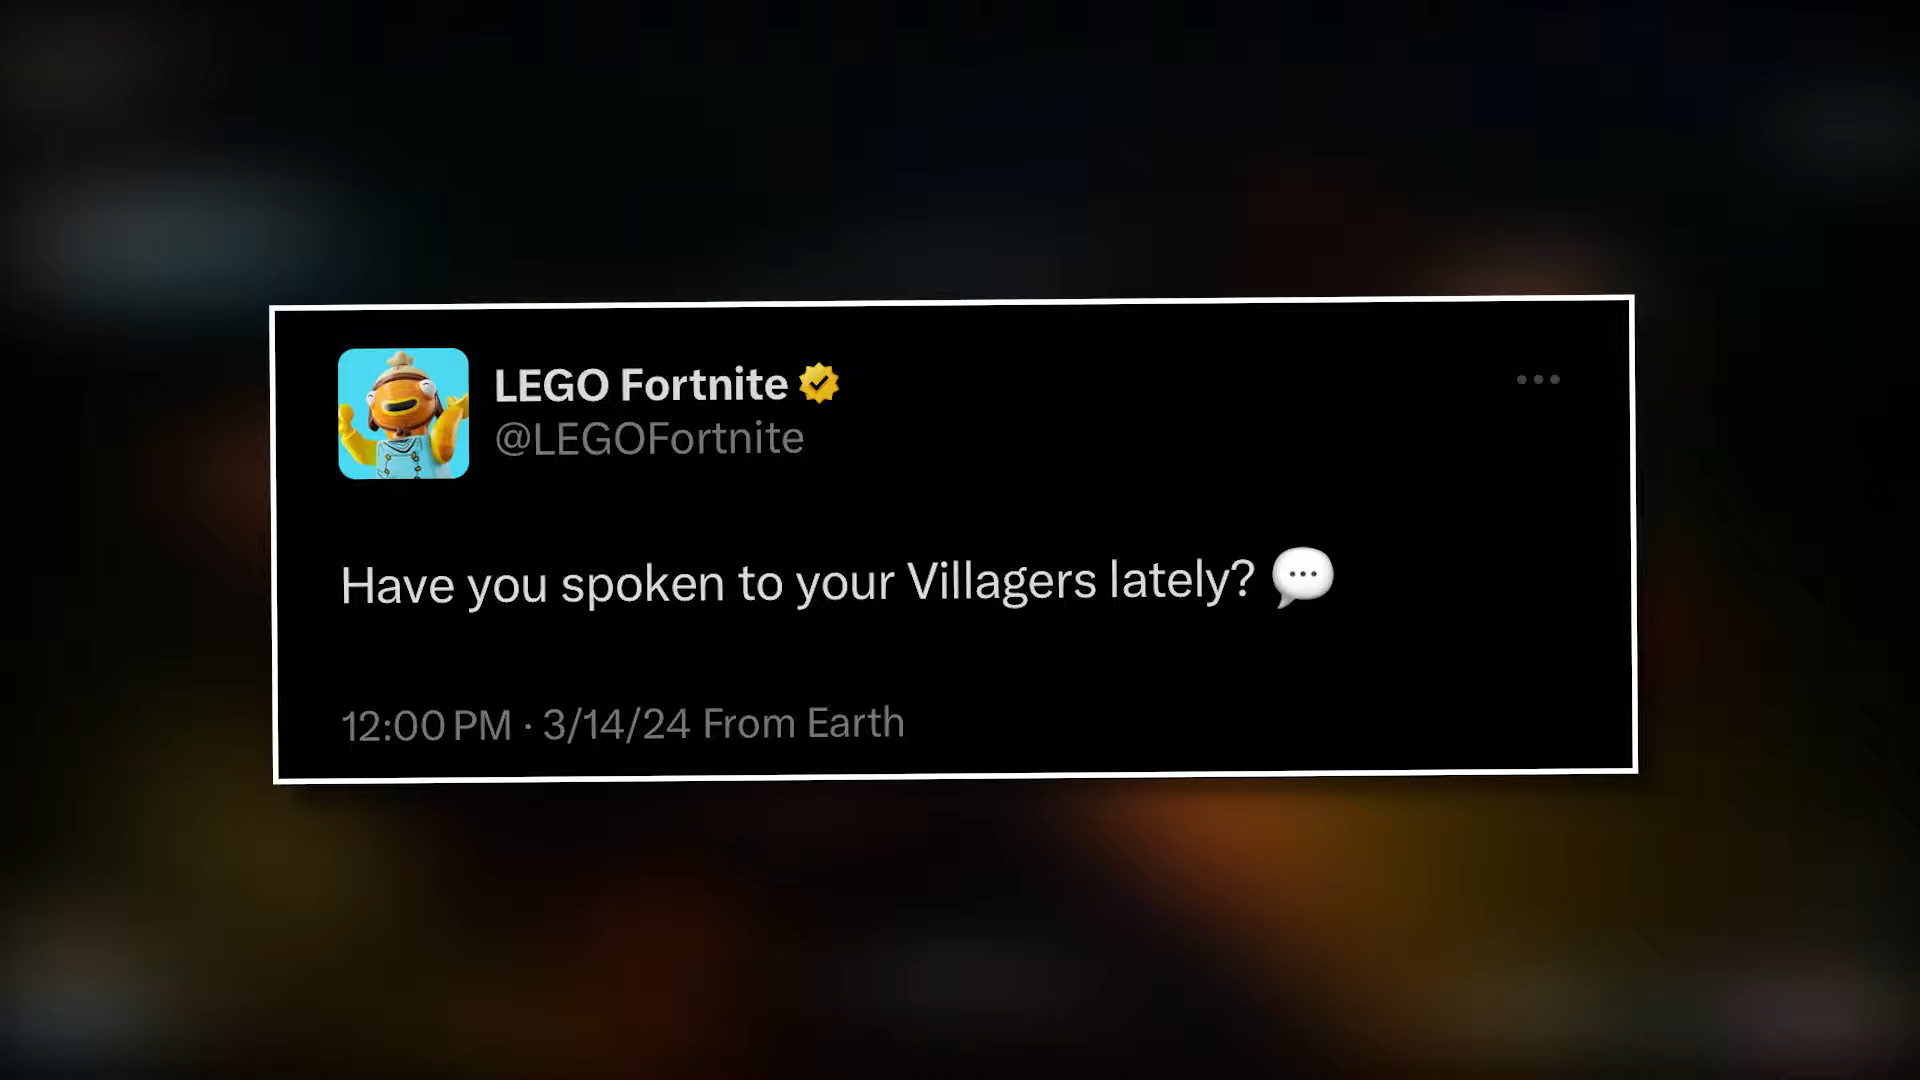 LEGO Fortnite
@LEGOFortnite
Have you spoken to your Villagers lately? 💬
12:00 PM · 3/14/24 From Earth